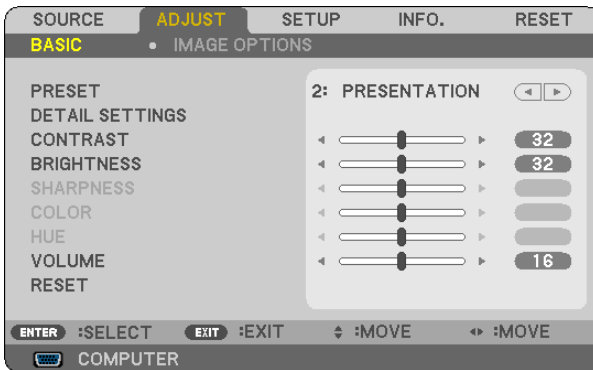 SOURCE ADJUST SETUP INFO. RESET
BASIC • IMAGE OPTIONS
PRESET 2: PRESENTATION
DETAIL SETTINGS
CONTRAST 32
BRIGHTNESS 32
SHARPNESS
COLOR
HUE
VOLUME 16
RESET
ENTER :SELECT EXIT :EXIT :MOVE :MOVE
COMPUTER